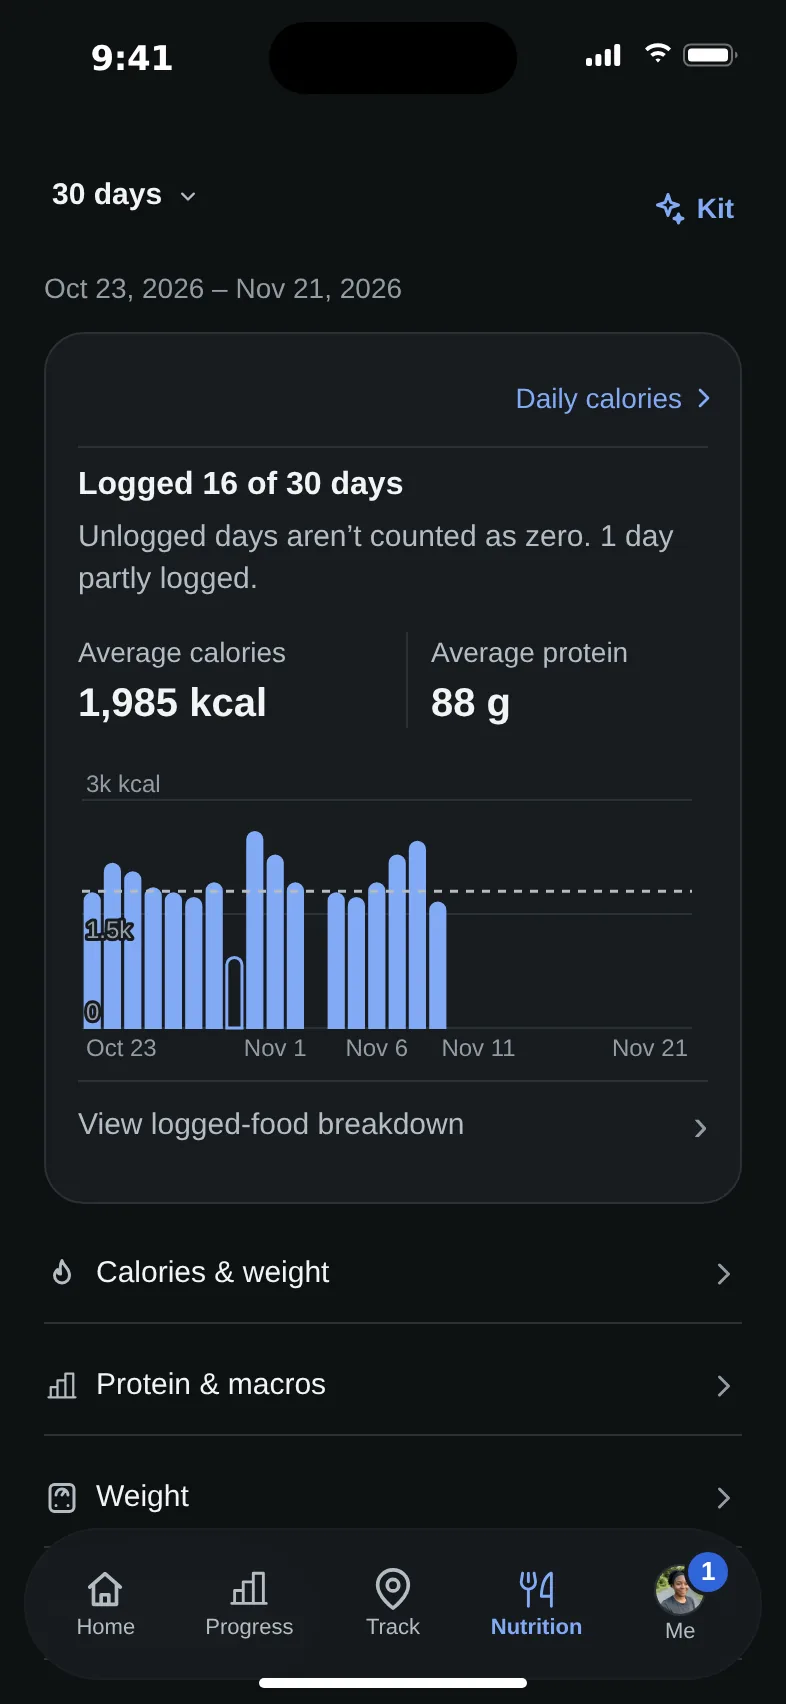 9:41
30 days
Kit
Oct 23, 2026 – Nov 21, 2026
Daily calories
Logged 16 of 30 days
Unlogged days aren’t counted as zero. 1 day
partly logged.
Average calories
Average protein
1,985 kcal
88 g
3k kcal
1.5k
0
Oct 23
Nov 1
Nov 6
Nov 11
Nov 21
View logged-food breakdown
Calories & weight
Protein & macros
Weight
1
Home
Progress
Track
Nutrition
Me